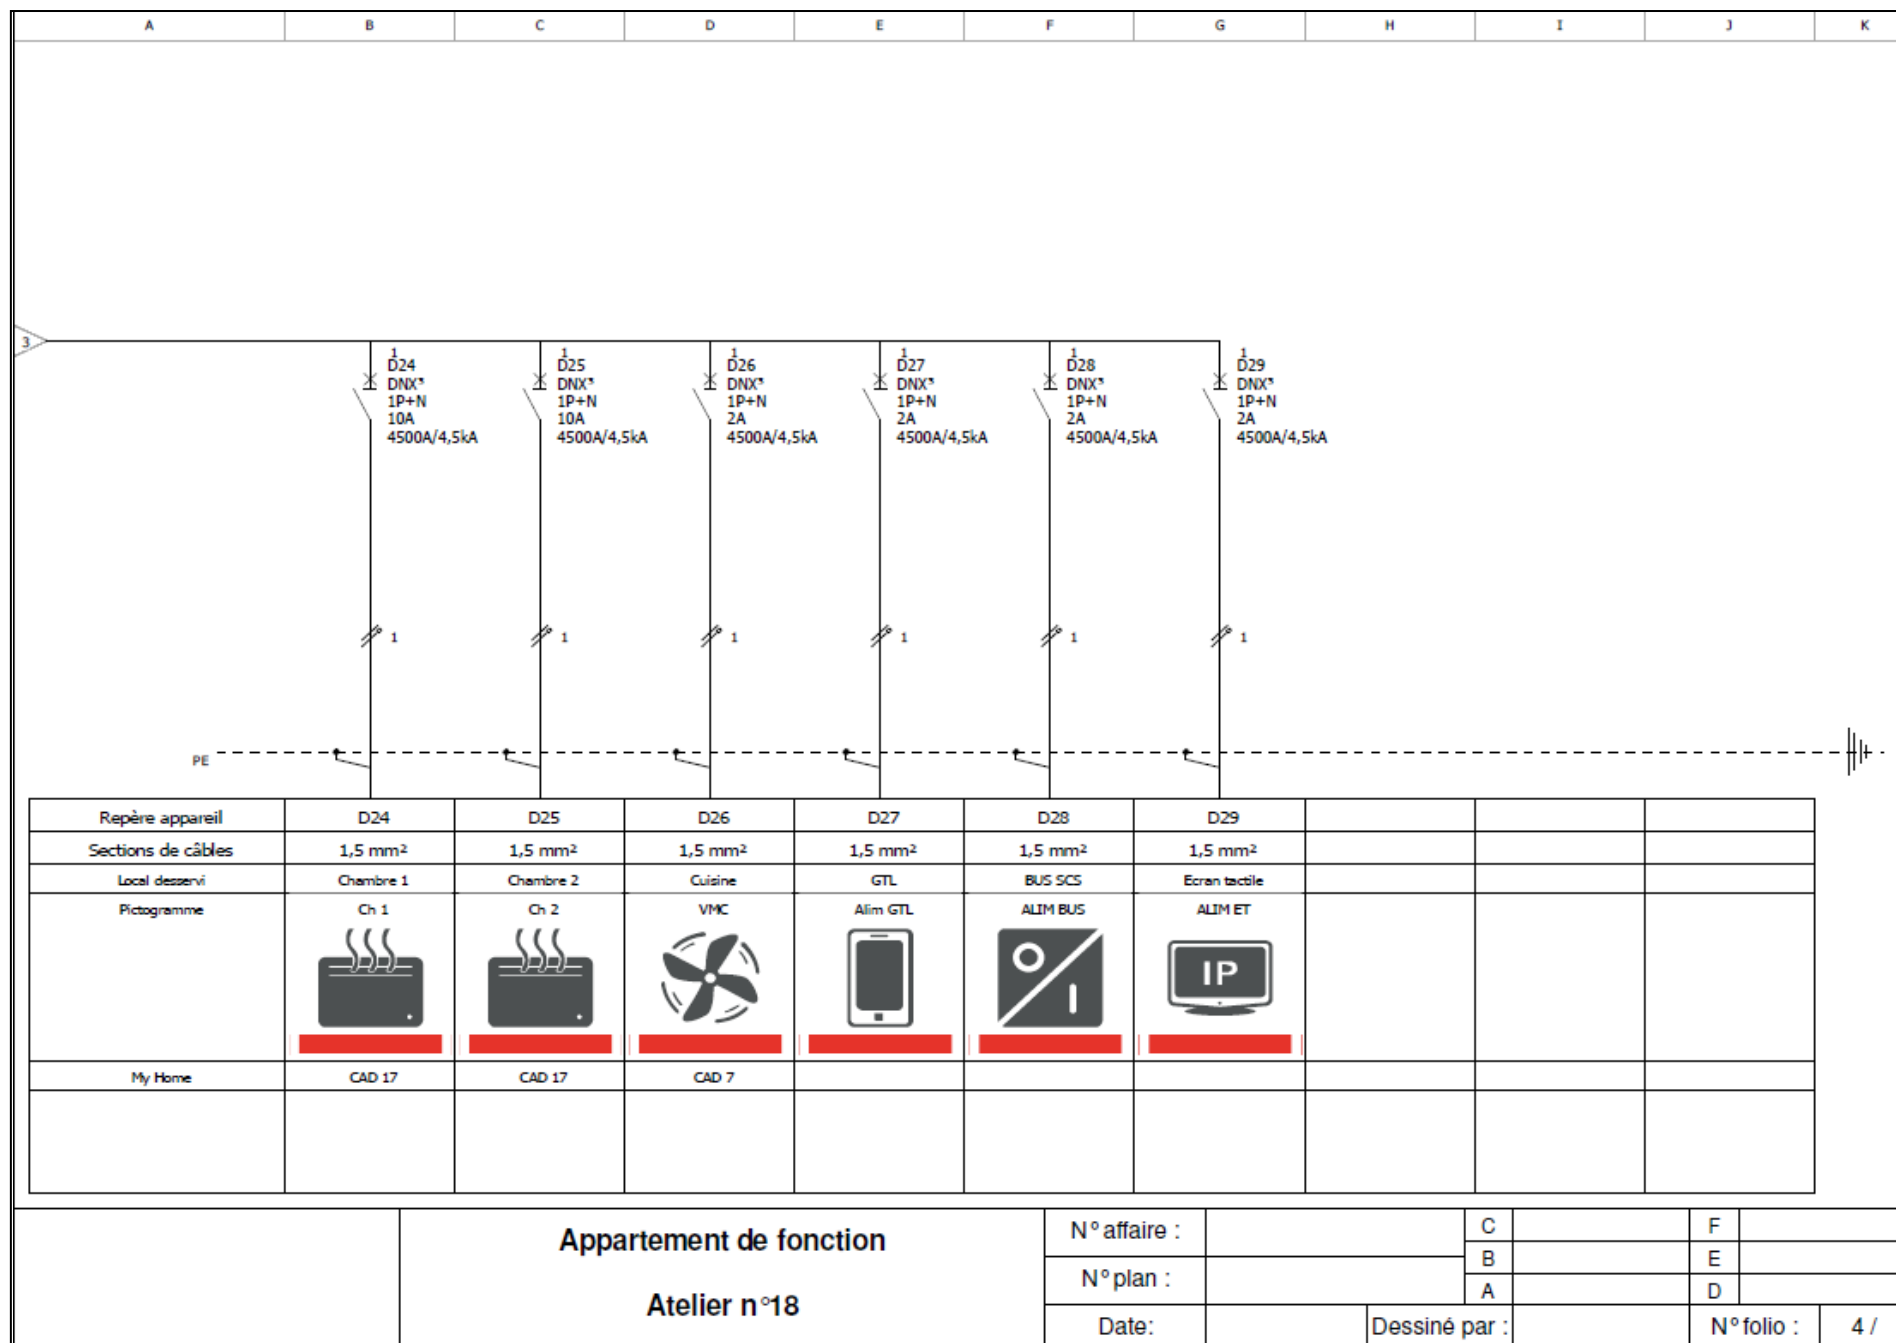 A B C D E F G H I J K
3
1 1 1 1 1 1
D24 D25 D26 D27 D28 D29
DNX³ DNX³ DNX³ DNX³ DNX³ DNX³
1P+N 1P+N 1P+N 1P+N 1P+N 1P+N
10A 10A 2A 2A 2A 2A
4500A/4,5kA 4500A/4,5kA 4500A/4,5kA 4500A/4,5kA 4500A/4,5kA 4500A/4,5kA
1 1 1 1 1 1
PE
Repère appareil D24 D25 D26 D27 D28 D29
Sections de câbles 1,5 mm² 1,5 mm² 1,5 mm² 1,5 mm² 1,5 mm² 1,5 mm²
Local desservi Chambre 1 Chambre 2 Cuisine GTL BUS SCS Ecran tactile
Pictogramme Ch 1 Ch 2 VMC Alim GTL ALIM BUS ALIM ET
IP
My Home CAD 17 CAD 17 CAD 7
Appartement de fonction
Atelier n°18
N° affaire : C F
B E
N° plan :
A D
Date: Dessiné par : N° folio : 4 /